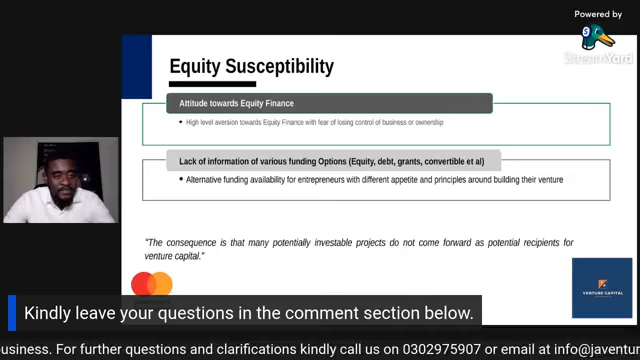 Powered by
StreamYard
Equity Susceptibility
Attitude towards Equity Finance
• High level aversion towards Equity Finance with fear of losing control of business or ownership
Lack of information of various funding Options (Equity, debt, grants, convertible et al)
• Alternative funding availability for entrepreneurs with different appetite and principles around building their venture
“The consequence is that many potentially investable projects do not come forward as potential recipients for
venture capital.”
VENTURE CAPITAL
Kindly leave your questions in the comment section below.
usiness. For further questions and clarifications kindly call us on 0302975907 or email at info@javentur